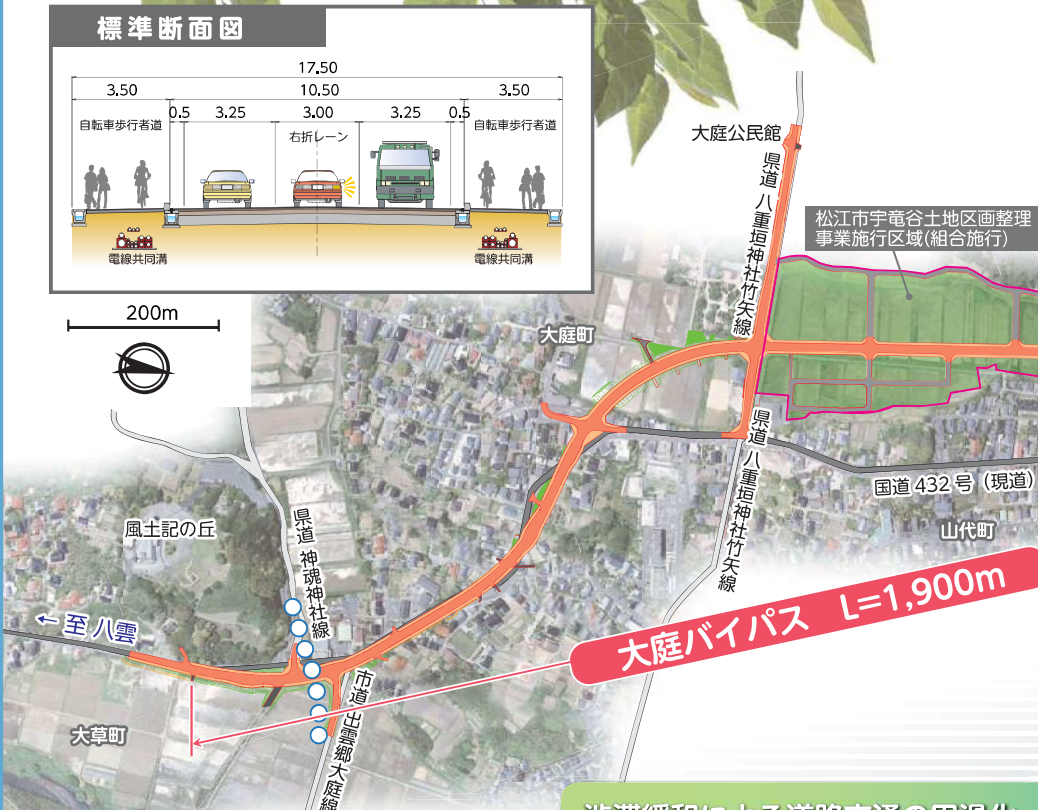 標準断面図
17.50
3.50
10.50
3.50
0.5
3.25
3.00
3.25
0.5
自転車歩行者道
右折レーン
自転車歩行者道
電線共同溝
電線共同溝
200m
大庭公民館
県道 八重垣神社竹矢線
松江市宇竜谷土地区画整理
事業施行区域(組合施行)
大庭町
県道 八重垣神社竹矢線
国道432号（現道）
山代町
風土記の丘
県道 神魂神社線
←至 八雲
大庭バイパス L=1,900m
市道 出雲郷大庭線
大草町